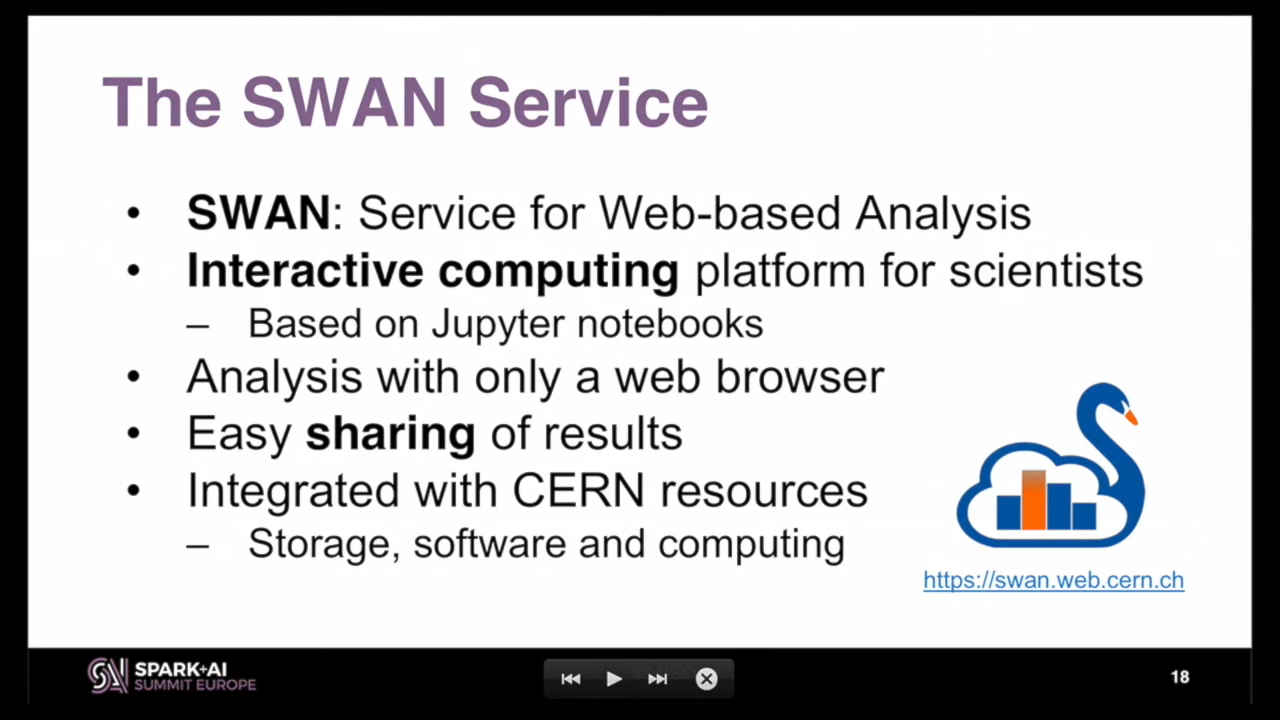 The SWAN Service
• SWAN: Service for Web-based Analysis
• Interactive computing platform for scientists
– Based on Jupyter notebooks
• Analysis with only a web browser
• Easy sharing of results
• Integrated with CERN resources
– Storage, software and computing
https://swan.web.cern.ch
SPARK+AI
SUMMIT EUROPE
18